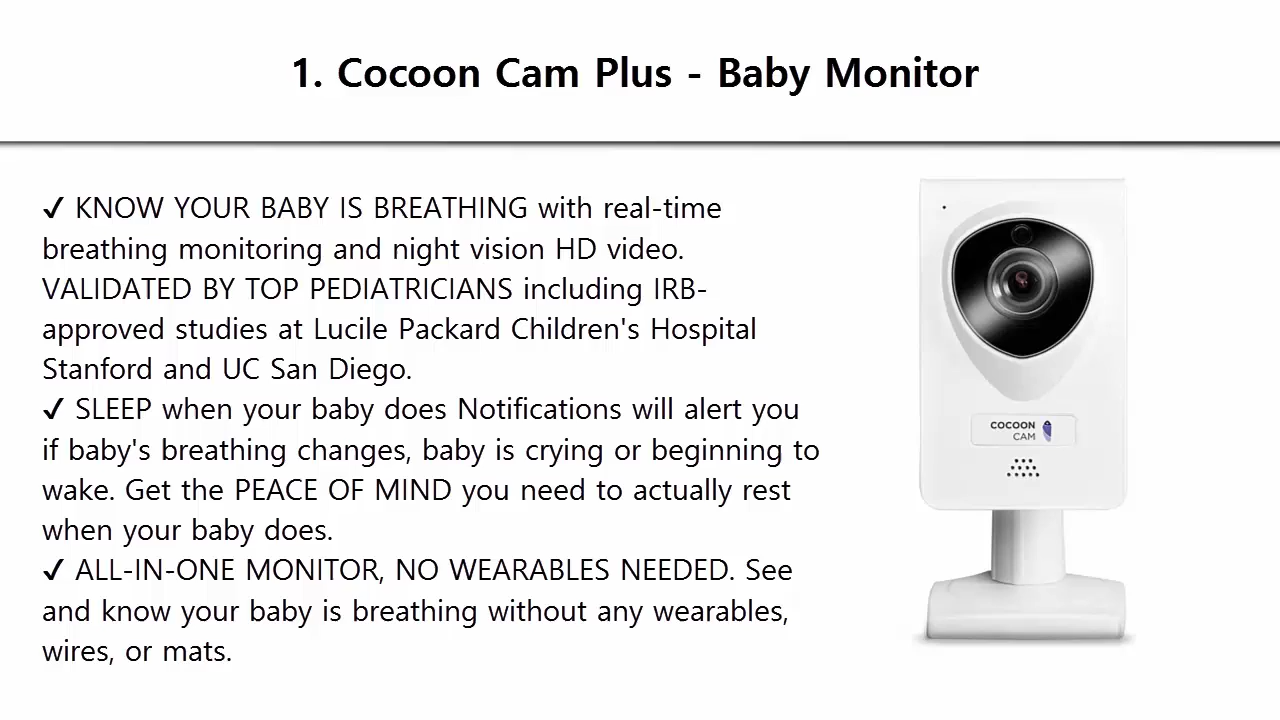 1. Cocoon Cam Plus - Baby Monitor
✓ KNOW YOUR BABY IS BREATHING with real-time
breathing monitoring and night vision HD video.
VALIDATED BY TOP PEDIATRICIANS including IRB-
approved studies at Lucile Packard Children's Hospital
Stanford and UC San Diego.
✓ SLEEP when your baby does Notifications will alert you
if baby's breathing changes, baby is crying or beginning to
wake. Get the PEACE OF MIND you need to actually rest
when your baby does.
✓ ALL-IN-ONE MONITOR, NO WEARABLES NEEDED. See
and know your baby is breathing without any wearables,
wires, or mats.
COCOON
CAM